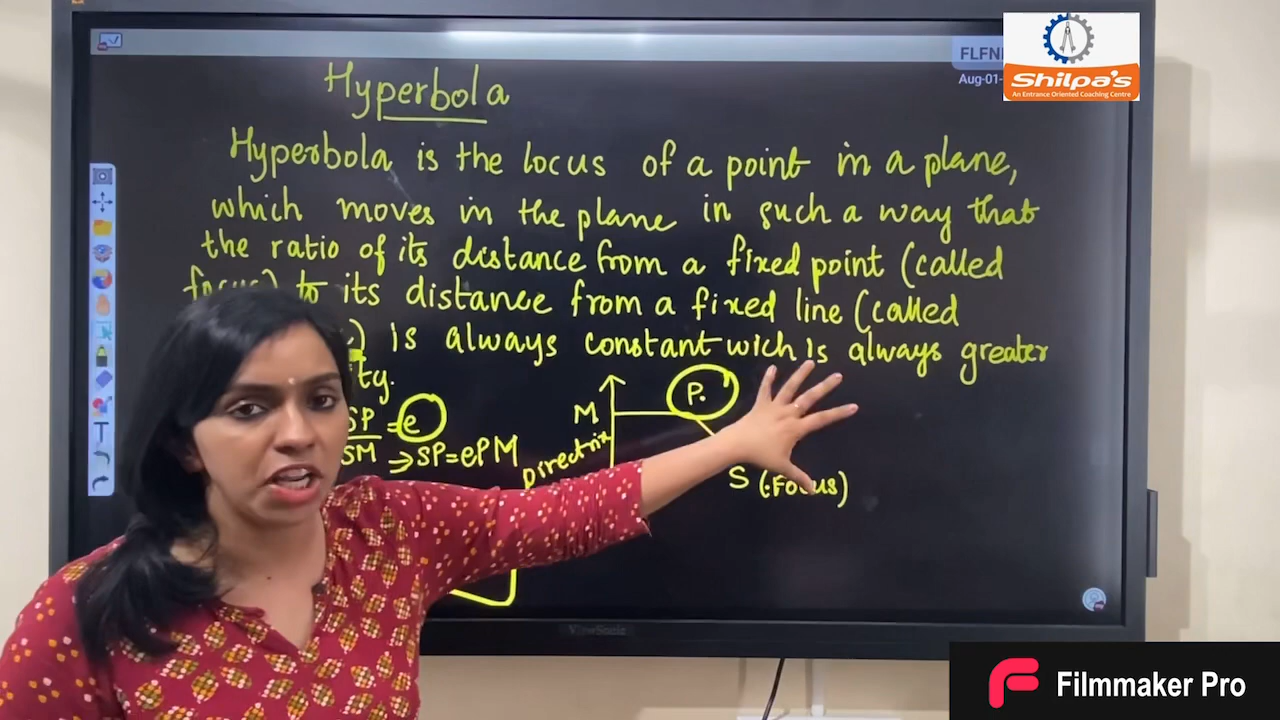 FLFN
Aug-01-
Shilpa's
An Entrance Oriented Coaching Centre
Hyperbola
Hyperbola is the locus of a point in a plane,
which moves in the plane in such a way that
the ratio of its distance from a fixed point (called
focus) to its distance from a fixed line (called
is always constant wich is always greater
ity.
SP/SM = e
⇒ SP = ePM
M
P.
Directrix
S (:Focus)
ViewSonic
Filmmaker Pro